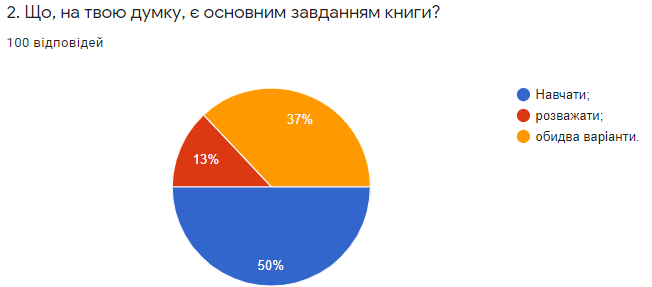 2. Що, на твою думку, є основним завданням книги?
100 відповідей
Навчати;
розважати;
обидва варіанти.
37%
13%
50%